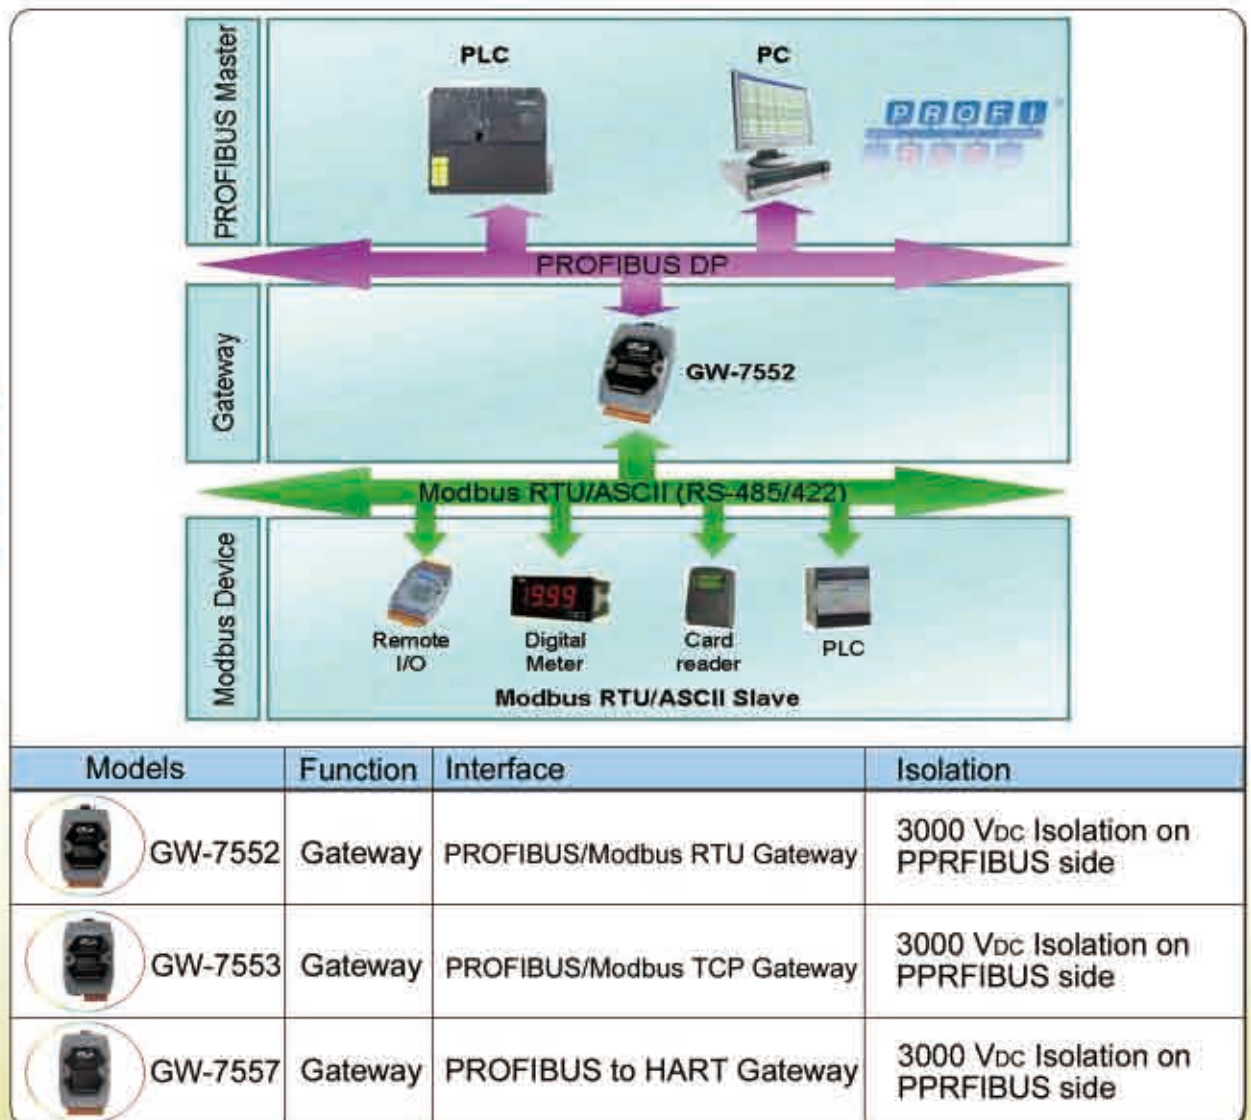 PROFIBUS Master
PLC
PC
PROFI
PROFIBUS DP
Gateway
GW-7552
Modbus RTU/ASCII (RS-485/422)
Modbus Device
Remote I/O
Digital Meter
Card reader
PLC
1999
Modbus RTU/ASCII Slave
Models
Function
Interface
Isolation
GW-7552
Gateway
PROFIBUS/Modbus RTU Gateway
3000 VDC Isolation on
PPRFIBUS side
GW-7553
Gateway
PROFIBUS/Modbus TCP Gateway
3000 VDC Isolation on
PPRFIBUS side
GW-7557
Gateway
PROFIBUS to HART Gateway
3000 VDC Isolation on
PPRFIBUS side